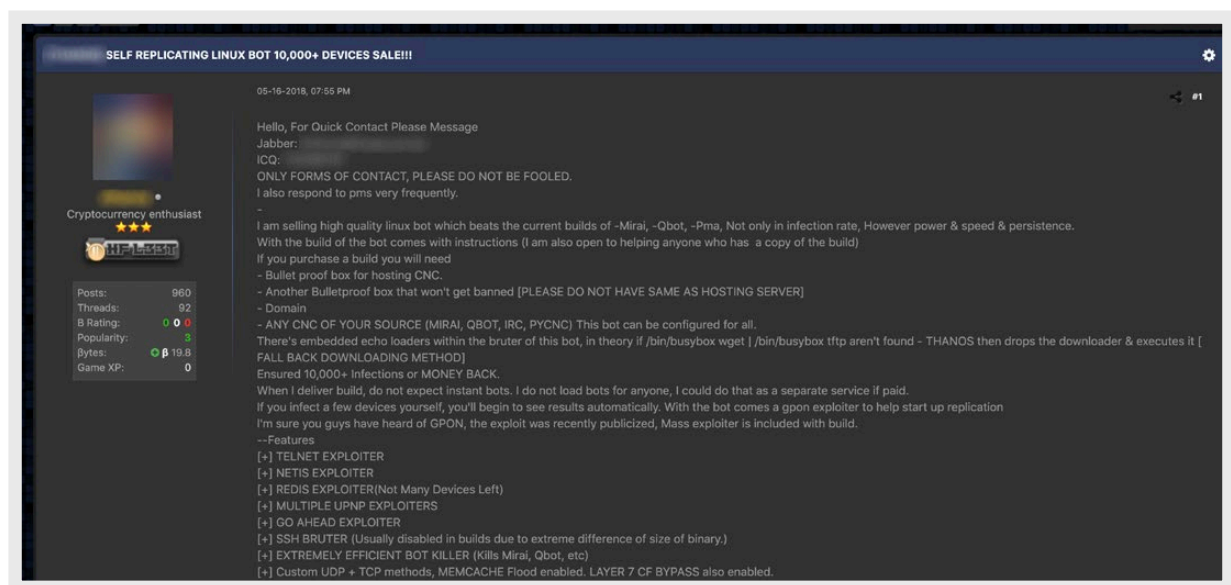 SELF REPLICATING LINUX BOT 10,000+ DEVICES SALE!!!
05-16-2018, 07:55 PM
#1
Cryptocurrency enthusiast
Posts: 960
Threads: 92
B Rating: 0 0 0
Popularity: 3
βytes: β 19.8
Game XP: 0
Hello, For Quick Contact Please Message
Jabber:
ICQ:
ONLY FORMS OF CONTACT, PLEASE DO NOT BE FOOLED.
I also respond to pms very frequently.
-
I am selling high quality linux bot which beats the current builds of -Mirai, -Qbot, -Pma, Not only in infection rate, However power & speed & persistence.
With the build of the bot comes with instructions (I am also open to helping anyone who has a copy of the build)
If you purchase a build you will need
- Bullet proof box for hosting CNC.
- Another Bulletproof box that won't get banned [PLEASE DO NOT HAVE SAME AS HOSTING SERVER]
- Domain
- ANY CNC OF YOUR SOURCE (MIRAI, QBOT, IRC, PYCNC) This bot can be configured for all.
There's embedded echo loaders within the bruter of this bot, in theory if /bin/busybox wget | /bin/busybox tftp aren't found - THANOS then drops the downloader & executes it [
FALL BACK DOWNLOADING METHOD]
Ensured 10,000+ Infections or MONEY BACK.
When I deliver build, do not expect instant bots. I do not load bots for anyone, I could do that as a separate service if paid.
If you infect a few devices yourself, you'll begin to see results automatically. With the bot comes a gpon exploiter to help start up replication
I'm sure you guys have heard of GPON, the exploit was recently publicized, Mass exploiter is included with build.
--Features
[+] TELNET EXPLOITER
[+] NETIS EXPLOITER
[+] REDIS EXPLOITER(Not Many Devices Left)
[+] MULTIPLE UPNP EXPLOITERS
[+] GO AHEAD EXPLOITER
[+] SSH BRUTER (Usually disabled in builds due to extreme difference of size of binary.)
[+] EXTREMELY EFFICIENT BOT KILLER (Kills Mirai, Qbot, etc)
[+] Custom UDP + TCP methods, MEMCACHE Flood enabled. LAYER 7 CF BYPASS also enabled.